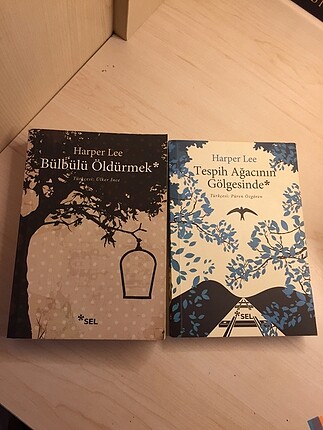 Harper Lee
Bülbülü Öldürmek*
Türkçesi: Ülker İnce
*SEL
Harper Lee
Tespih Ağacının
Gölgesinde*
Türkçesi: Püren Özgören
*SEL